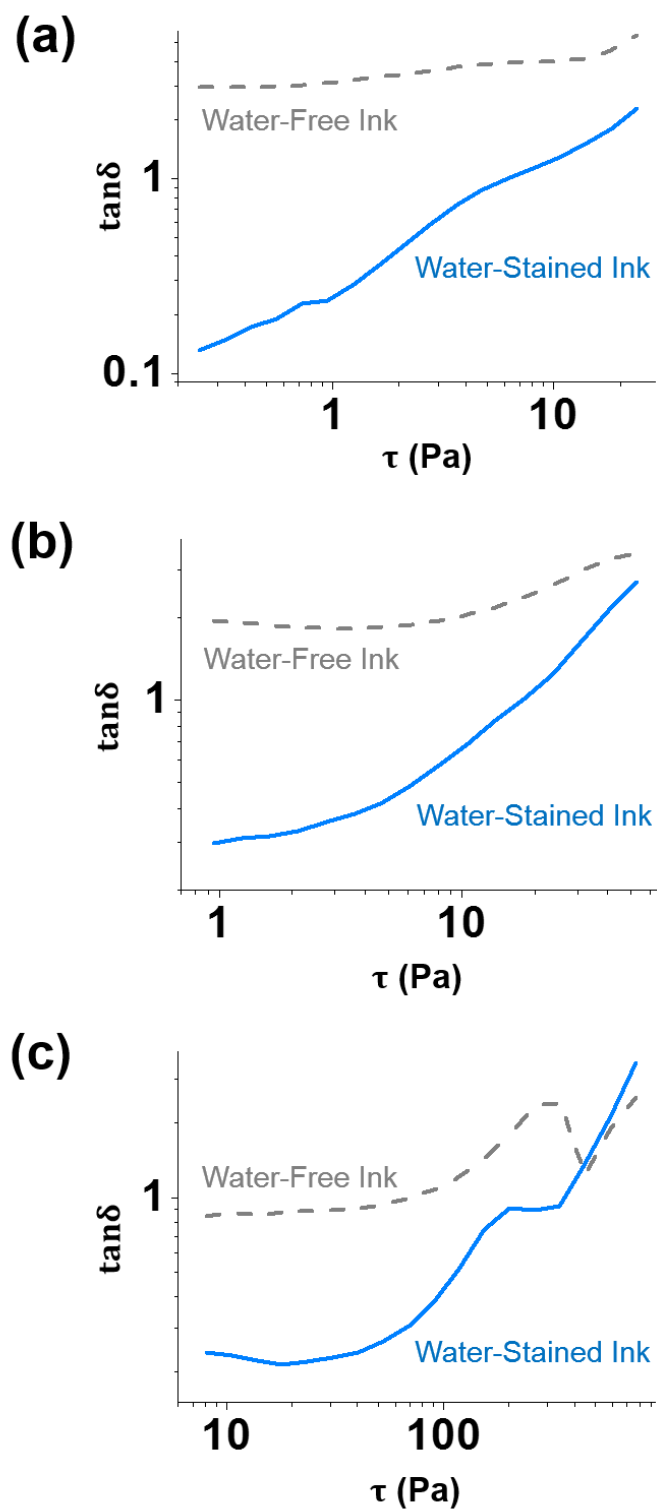 (a)
Water-Free Ink
tanδ
1
Water-Stained Ink
0.1
1
10
τ (Pa)
(b)
Water-Free Ink
tanδ
1
Water-Stained Ink
1
10
τ (Pa)
(c)
Water-Free Ink
tanδ
1
Water-Stained Ink
10
100
τ (Pa)